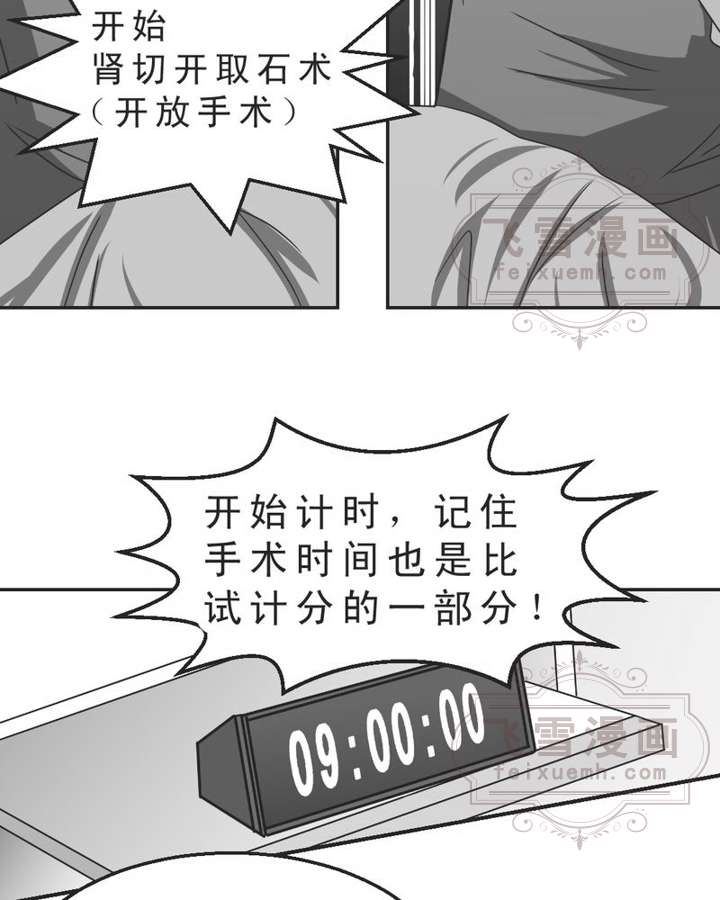 开始
肾切开取石术
（开放手术）
飞雪漫画
feixuemh.com
开始计时，记住
手术时间也是比
试计分的一部分！
09:00:00
飞雪漫画
feixuemh.com